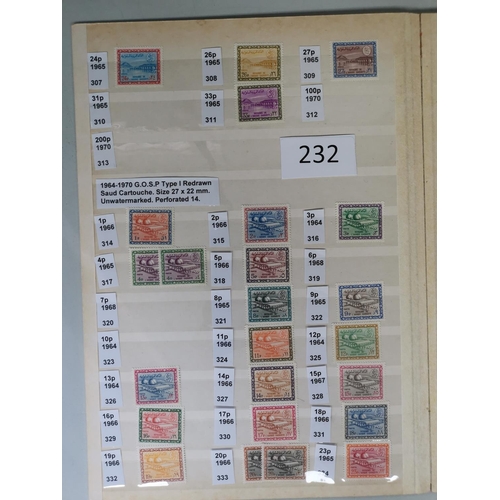 24p
1965
307
26p
1965
308
27p
1965
309
31p
1965
310
33p
1965
311
100p
1970
312
200p
1970
313
232
1964-1970 G.O.S.P Type I Redrawn
Saud Cartouche. Size 27 x 22 mm.
Unwatermarked. Perforated 14.
1p
1966
314
2p
1966
315
3p
1964
316
4p
1965
317
5p
1966
318
6p
1968
319
7p
1968
320
8p
1965
321
9p
1965
322
10p
1964
323
11p
1966
324
12p
1964
325
13p
1964
326
14p
1966
327
15p
1967
328
16p
1966
329
17p
1966
330
18p
1966
331
19p
1966
332
20p
1966
333
23p
1965